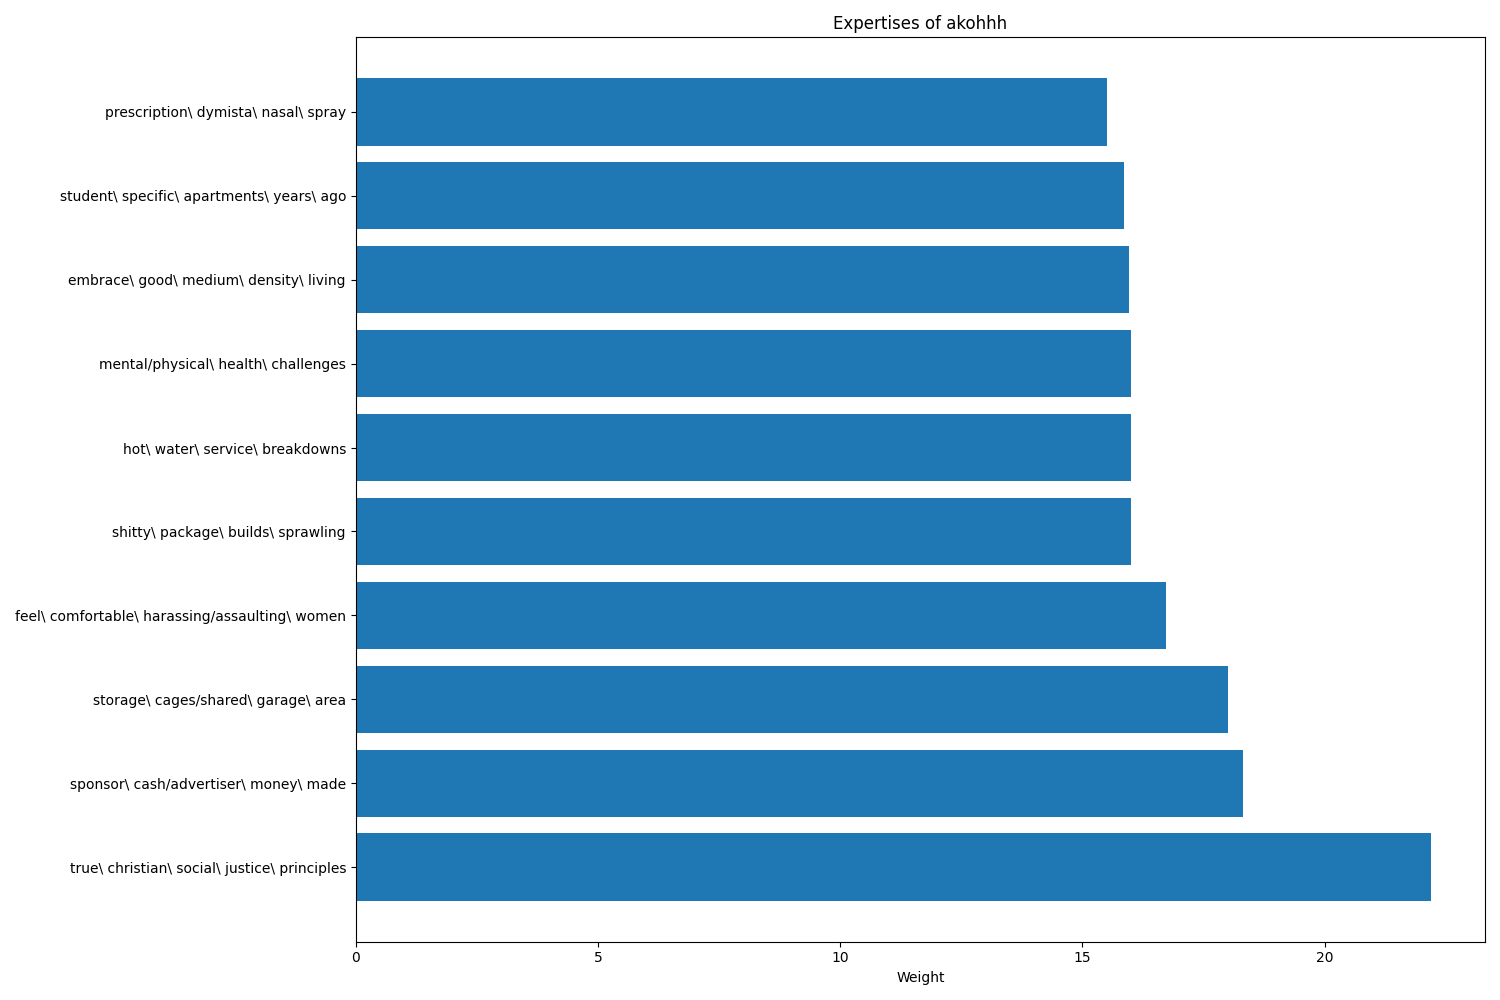 Expertises of akohhh
prescription\ dymista\ nasal\ spray
student\ specific\ apartments\ years\ ago
embrace\ good\ medium\ density\ living
mental/physical\ health\ challenges
hot\ water\ service\ breakdowns
shitty\ package\ builds\ sprawling
feel\ comfortable\ harassing/assaulting\ women
storage\ cages/shared\ garage\ area
sponsor\ cash/advertiser\ money\ made
true\ christian\ social\ justice\ principles
0 5 10 15 20
Weight